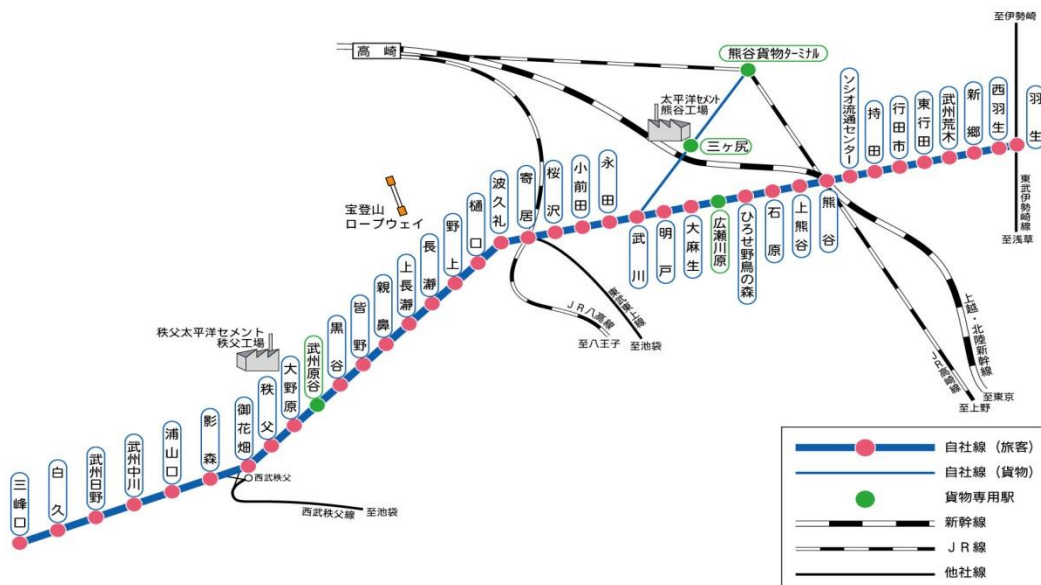 高崎
熊谷貨物ターミナル
太平洋セメント
熊谷工場
三ヶ尻
至伊勢崎
羽生
西羽生
新郷
武州荒木
東行田
行田市
持田
ソシオ流通センター
熊谷
上熊谷
石原
ひろせ野鳥の森
広瀬川原
大麻生
明戸
武川
永田
小前田
桜沢
寄居
波久礼
樋口
野上
長瀞
上長瀞
親鼻
皆野
黒谷
武州原谷
大野原
秩父
御花畑
影森
浦山口
武州中川
武州日野
白久
三峰口
宝登山
ロープウェイ
秩父太平洋セメント
秩父工場
西武秩父
西武秩父線
至池袋
JR八高線
至八王子
東武東上線
至池袋
東武伊勢崎線
至浅草
上越・北陸新幹線
至東京
JR高崎線
至上野
自社線(旅客)
自社線(貨物)
貨物専用駅
新幹線
JR線
他社線